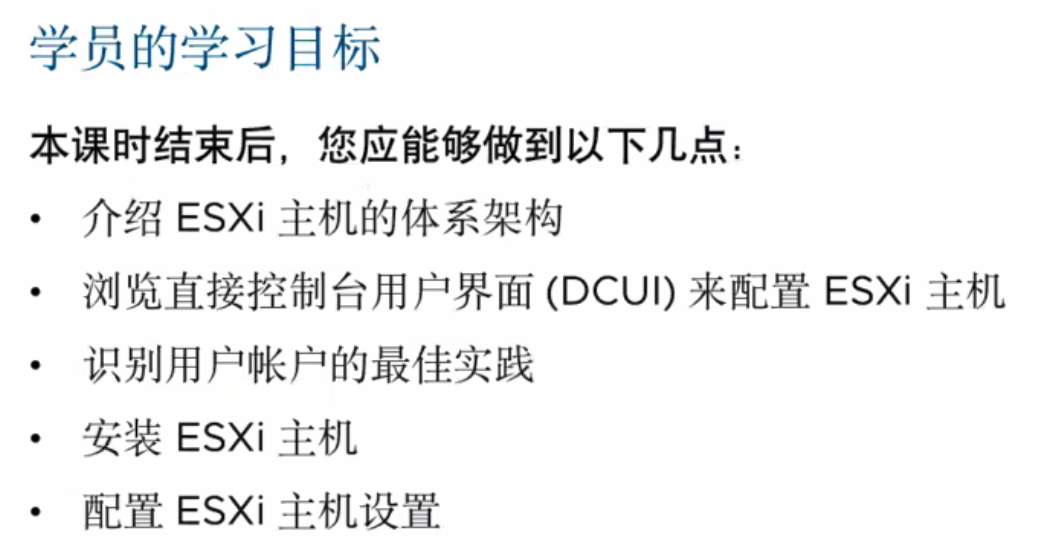 学员的学习目标
本课时结束后，您应能够做到以下几点：
• 介绍 ESXi 主机的体系架构
• 浏览直接控制台用户界面 (DCUI) 来配置 ESXi 主机
• 识别用户帐户的最佳实践
• 安装 ESXi 主机
• 配置 ESXi 主机设置